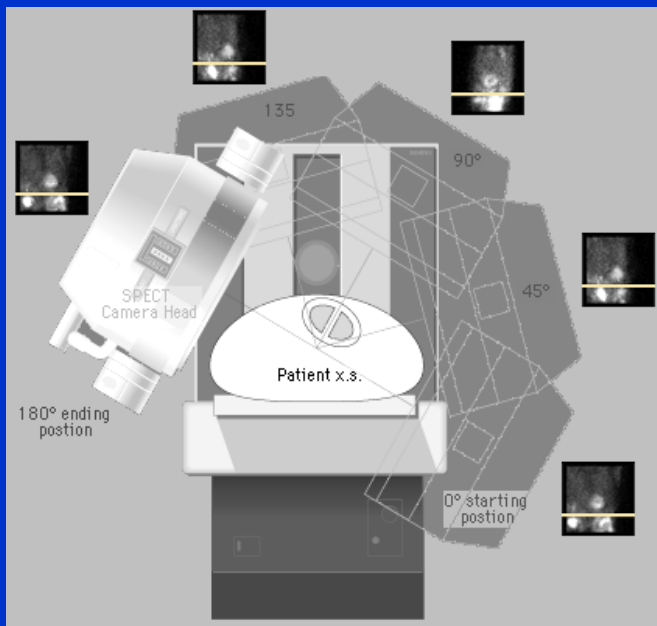 135
90°
45°
SPECT
Camera Head
Patient x.s.
180° ending
postion
0° starting
postion